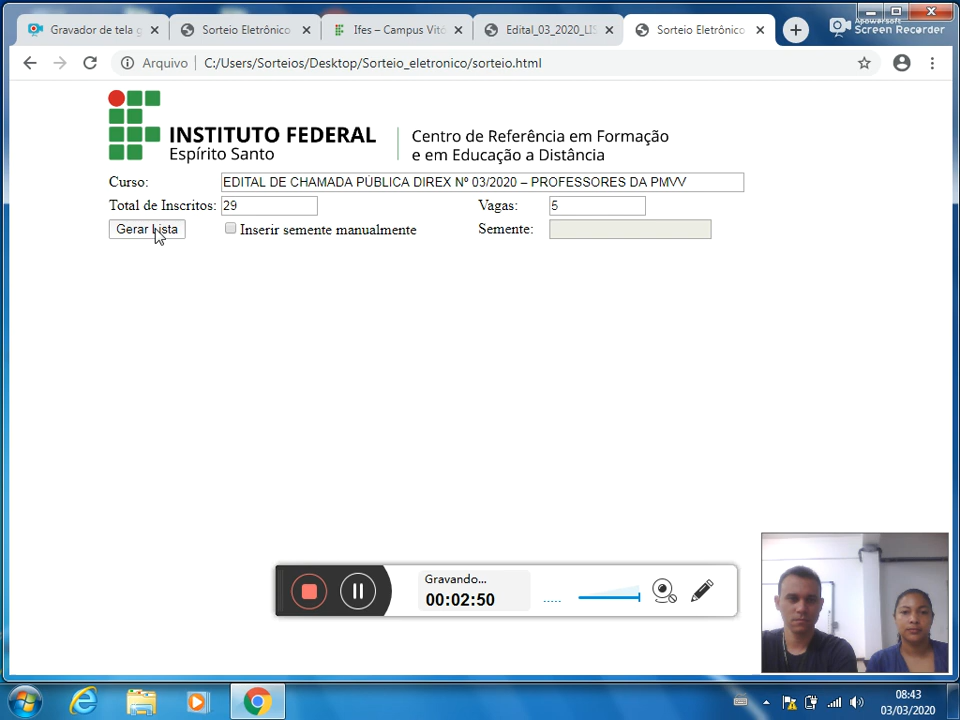 Gravador de tela g
Sorteio Eletrônico
Ifes – Campus Vitó
Edital_03_2020_LIS
Sorteio Eletrônico
Apowersoft
Screen Recorder
Arquivo
C:/Users/Sorteios/Desktop/Sorteio_eletronico/sorteio.html
INSTITUTO FEDERAL
Espírito Santo
Centro de Referência em Formação
e em Educação a Distância
Curso: EDITAL DE CHAMADA PÚBLICA DIREX Nº 03/2020 – PROFESSORES DA PMVV
Total de Inscritos: 29 Vagas: 5
Gerar Lista Inserir semente manualmente Semente:
Gravando...
00:02:50
08:43
03/03/2020